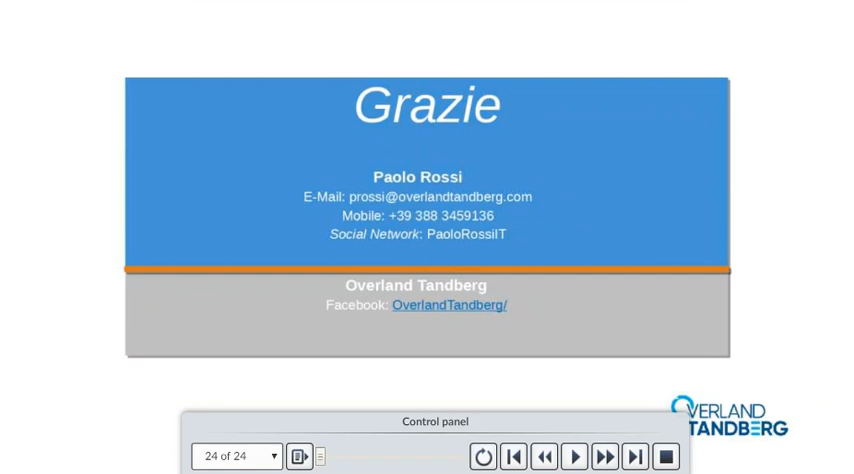 Grazie
Paolo Rossi
E-Mail: prossi@overlandtandberg.com
Mobile: +39 388 3459136
Social Network: PaoloRossiIT
Overland Tandberg
Facebook: OverlandTandberg/
OVERLAND
TANDBERG
Control panel
24 of 24